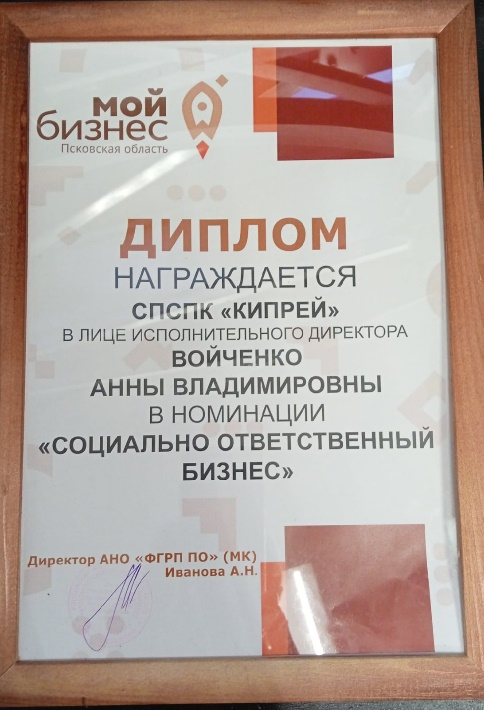 мой
бизнес
Псковская область
ДИПЛОМ
НАГРАЖДАЕТСЯ
СПСПК «КИПРЕЙ»
В ЛИЦЕ ИСПОЛНИТЕЛЬНОГО ДИРЕКТОРА
ВОЙЧЕНКО
АННЫ ВЛАДИМИРОВНЫ
В НОМИНАЦИИ
«СОЦИАЛЬНО ОТВЕТСТВЕННЫЙ
БИЗНЕС»
Директор АНО «ФГРП ПО» (МК)
Иванова А.Н.